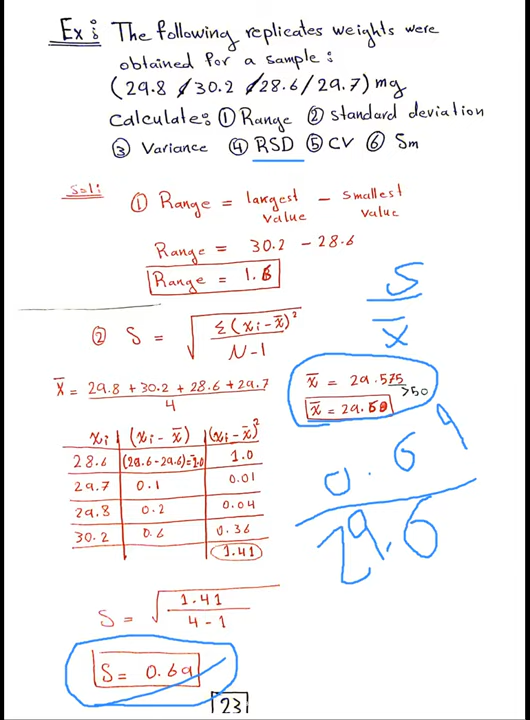 Ex: The following replicates weights were
obtained for a sample:
(29.8 / 30.2 / 28.6 / 29.7) mg
Calculate: ① Range ② standard deviation
③ Variance ④ RSD ⑤ CV ⑥ Sm
Sol:
① Range = largest value - smallest value
Range = 30.2 - 28.6
Range = 1.6
S / x̄
② S = √(Σ(xi - x̄)² / N-1)
x̄ = (29.8 + 30.2 + 28.6 + 29.7) / 4
x̄ = 29.575 >50
x̄ = 29.60
xi | (xi - x̄) | (xi - x̄)²
28.6 | (28.6-29.6)=-1.0 | 1.0
29.7 | 0.1 | 0.01
29.8 | 0.2 | 0.04
30.2 | 0.6 | 0.36
1.41
0.69 / 29.6
S = √(1.41 / 4 - 1)
S = 0.69
23